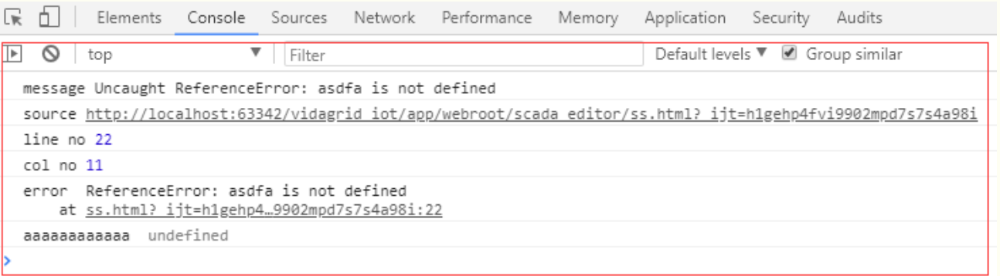 Elements Console Sources Network Performance Memory Application Security Audits
top Filter Default levels Group similar
message Uncaught ReferenceError: asdfa is not defined
source http://localhost:63342/vidagrid_iot/app/webroot/scada_editor/ss.html?_ijt=h1gehp4fvi9902mpd7s7s4a98i
line no 22
col no 11
error ReferenceError: asdfa is not defined
at ss.html?_ijt=h1gehp4…9902mpd7s7s4a98i:22
aaaaaaaaaaaaa undefined